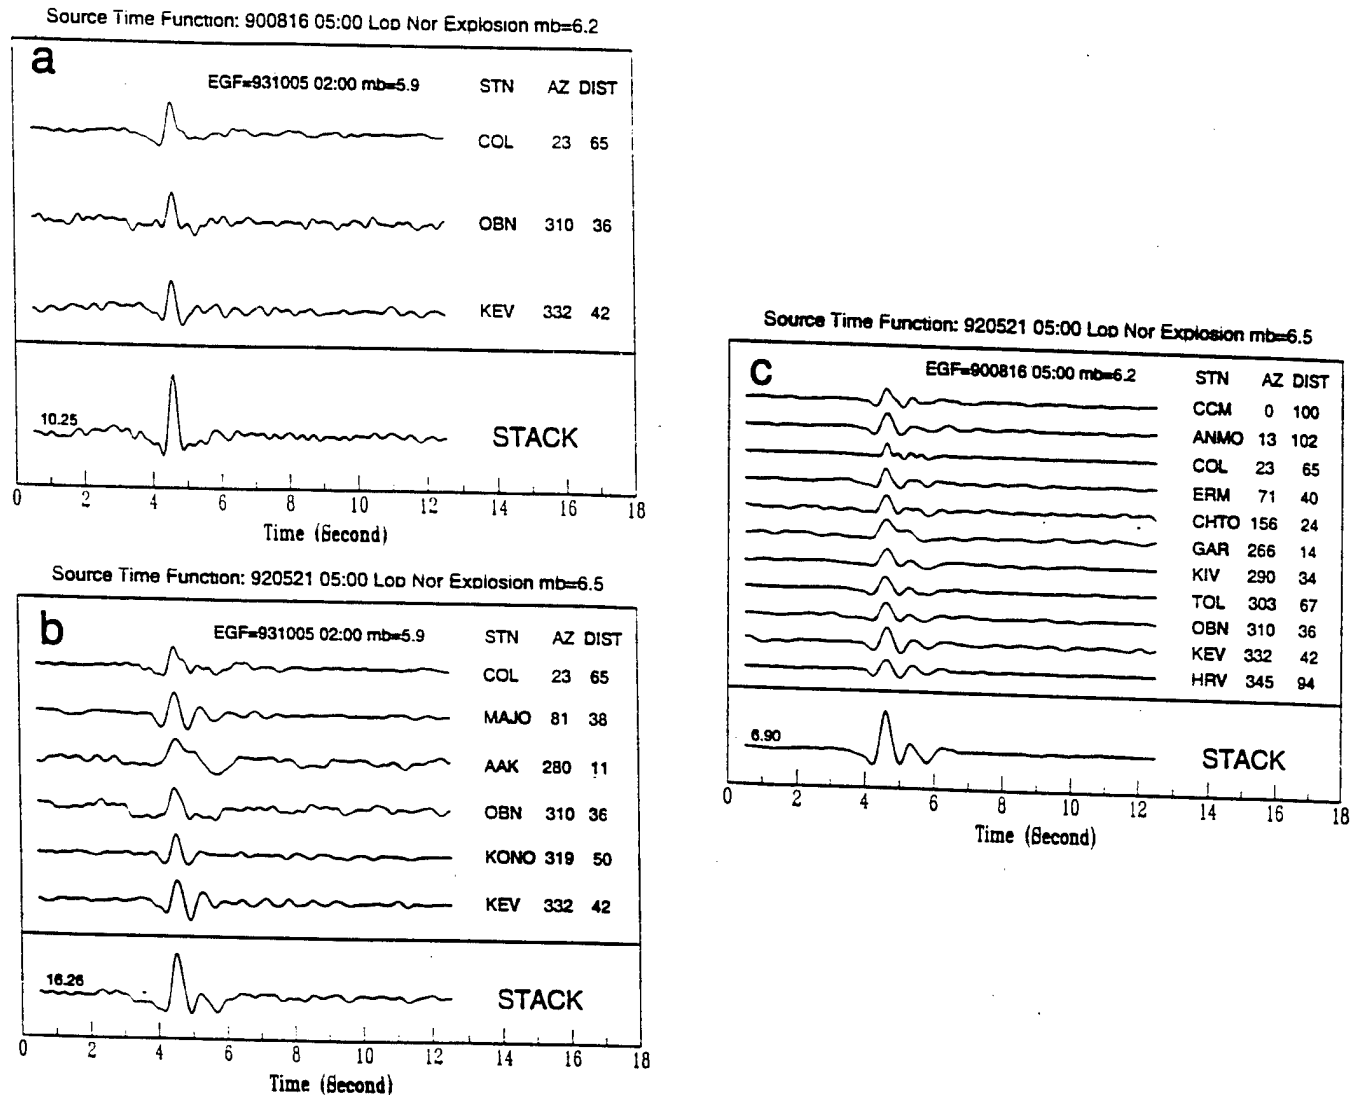 Source Time Function: 900816 05:00 Lop Nor Explosion mb=6.2
a
EGF=931005 02:00 mb=5.9 STN AZ DIST
COL 23 65
OBN 310 36
KEV 332 42
10.25
STACK
0 2 4 6 8 10 12 14 16 18
Time (Second)
Source Time Function: 920521 05:00 Lop Nor Explosion mb=6.5
b
EGF=931005 02:00 mb=5.9 STN AZ DIST
COL 23 65
MAJO 81 38
AAK 280 11
OBN 310 36
KONO 319 50
KEV 332 42
16.26
STACK
0 2 4 6 8 10 12 14 16 18
Time (Second)
Source Time Function: 920521 05:00 Lop Nor Explosion mb=6.5
c
EGF=900816 05:00 mb=6.2 STN AZ DIST
CCM 0 100
ANMO 13 102
COL 23 65
ERM 71 40
CHTO 156 24
GAR 266 14
KIV 290 34
TOL 303 67
OBN 310 36
KEV 332 42
HRV 345 94
6.90
STACK
0 2 4 6 8 10 12 14 16 18
Time (Second)